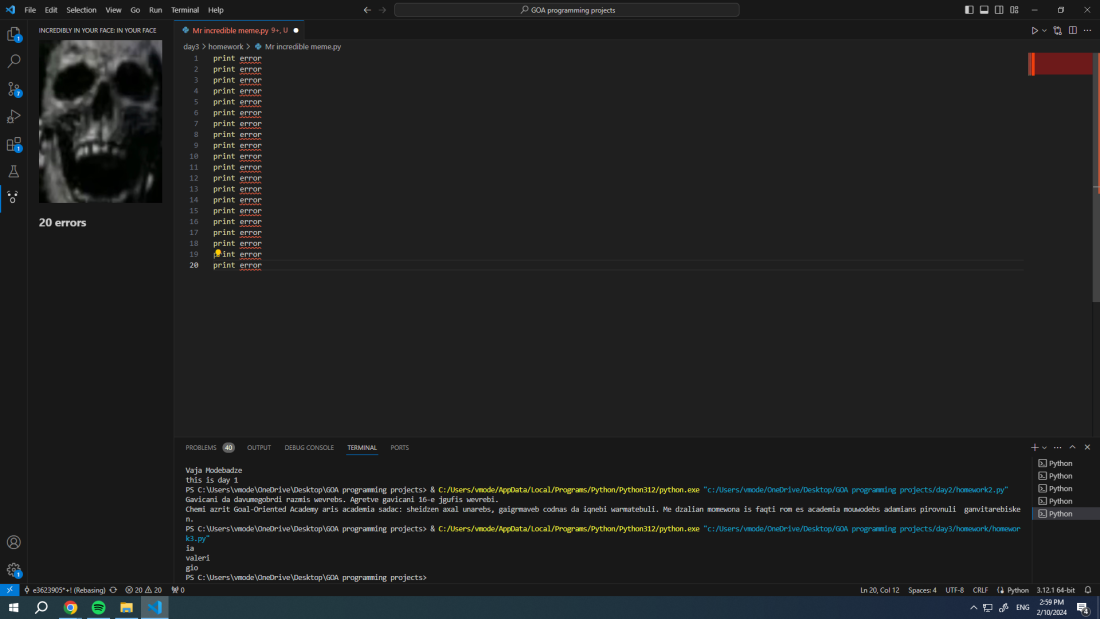 File Edit Selection View Go Run Terminal Help
GOA programming projects
INCREDIBLY IN YOUR FACE: IN YOUR FACE
20 errors
Mr incredible meme.py 9+, U
day3 > homework > Mr incredible meme.py
1 print error
2 print error
3 print error
4 print error
5 print error
6 print error
7 print error
8 print error
9 print error
10 print error
11 print error
12 print error
13 print error
14 print error
15 print error
16 print error
17 print error
18 print error
19 print error
20 print error
PROBLEMS 40 OUTPUT DEBUG CONSOLE TERMINAL PORTS
Vaja Modebadze
this is day 1
PS C:\Users\vmode\OneDrive\Desktop\GOA programming projects> & C:/Users/vmode/AppData/Local/Programs/Python/Python312/python.exe "c:/Users/vmode/OneDrive/Desktop/GOA programming projects/day2/homework2.py"
Gavicani da davumegobrdi razmis wevrebs. Agretve gavicani 16-e jgufis wevrebi.
Chemi azrit Goal-Oriented Academy aris academia sadac: sheidzen axal unarebs, gaigrmaveb codnas da iqnebi warmatebuli. Me dzalian momewona is faqti rom es academia mouwodebs adamians pirovnuli ganvitarebiske
n.
PS C:\Users\vmode\OneDrive\Desktop\GOA programming projects> & C:/Users/vmode/AppData/Local/Programs/Python/Python312/python.exe "c:/Users/vmode/OneDrive/Desktop/GOA programming projects/day3/homework/homewor
k3.py"
ia
valeri
gio
PS C:\Users\vmode\OneDrive\Desktop\GOA programming projects>
Python
Python
Python
Python
Python
e3623905*+! (Rebasing) 20 20 0 Ln 20, Col 12 Spaces: 4 UTF-8 CRLF Python 3.12.1 64-bit
ENG 2:59 PM
2/10/2024
4